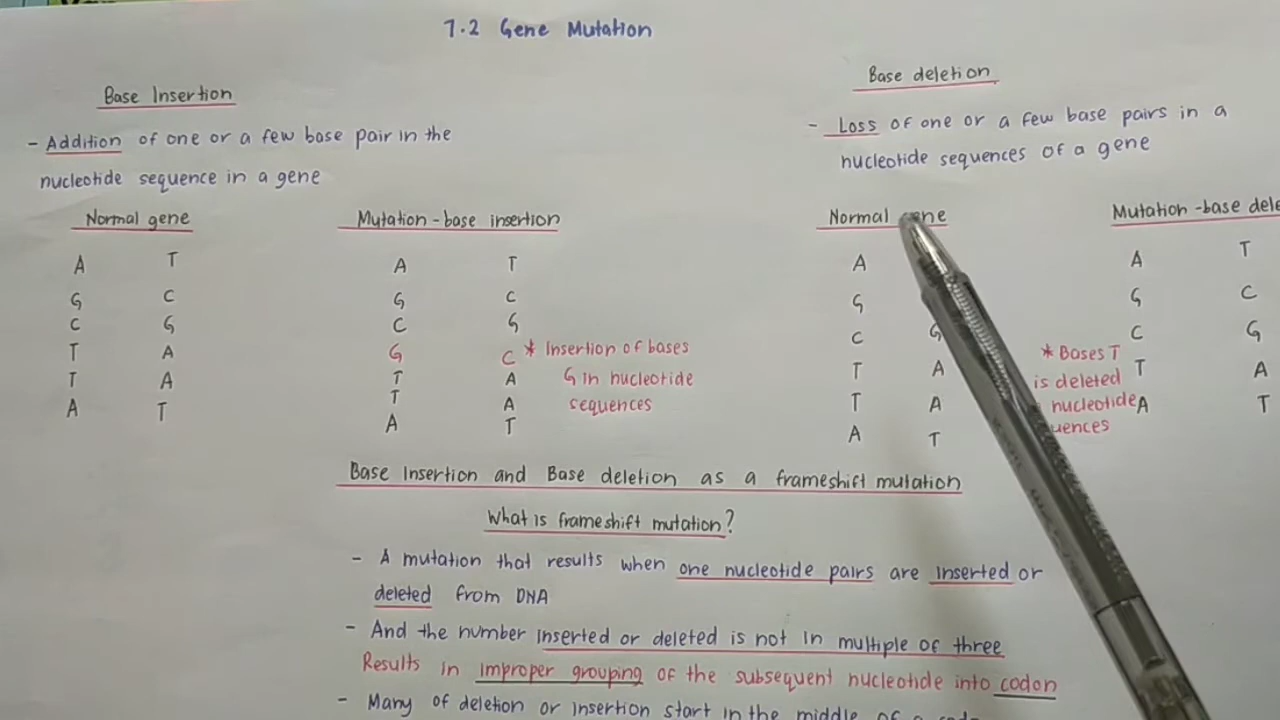 7.2 Gene Mutation
Base Insertion
- Addition of one or a few base pair in the
nucleotide sequence in a gene
Normal gene
A T
G C
C G
T A
T A
A T
Mutation - base insertion
A T
G C
C G
G C
T A
T A
A T
* Insertion of bases
G in nucleotide
sequences
Base deletion
- Loss of one or a few base pairs in a
nucleotide sequences of a gene
Normal
A
G
C G
T A
T A
A T
Mutation - base
A T
G C
C G
T A
A T
* Bases T
is deleted
nucleotide
Base Insertion and Base deletion as a frameshift mutation
What is frameshift mutation?
- A mutation that results when one nucleotide pairs are inserted or
deleted from DNA
- And the number inserted or deleted is not in multiple of three
Results in improper grouping of the subsequent nucleotide into codon
- Many of deletion or insertion start in the middle of a